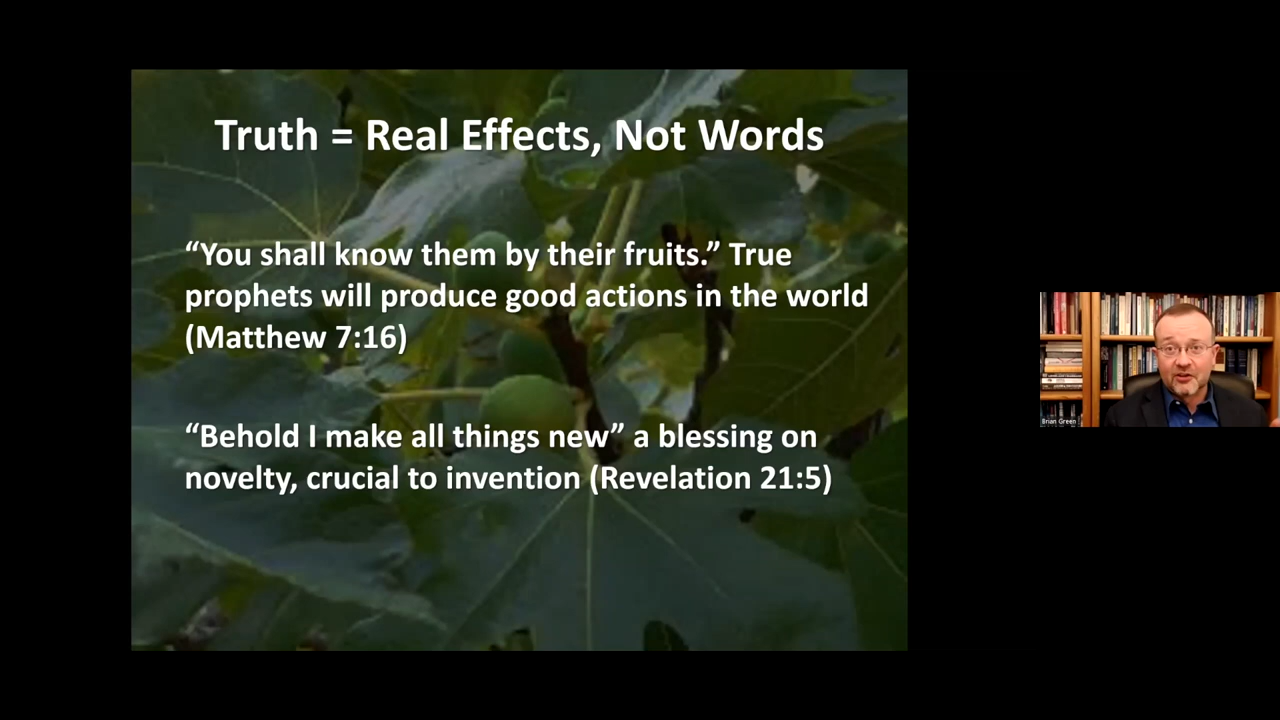 Truth = Real Effects, Not Words
“You shall know them by their fruits.” True
prophets will produce good actions in the world
(Matthew 7:16)
“Behold I make all things new” a blessing on
novelty, crucial to invention (Revelation 21:5)
Brian Green